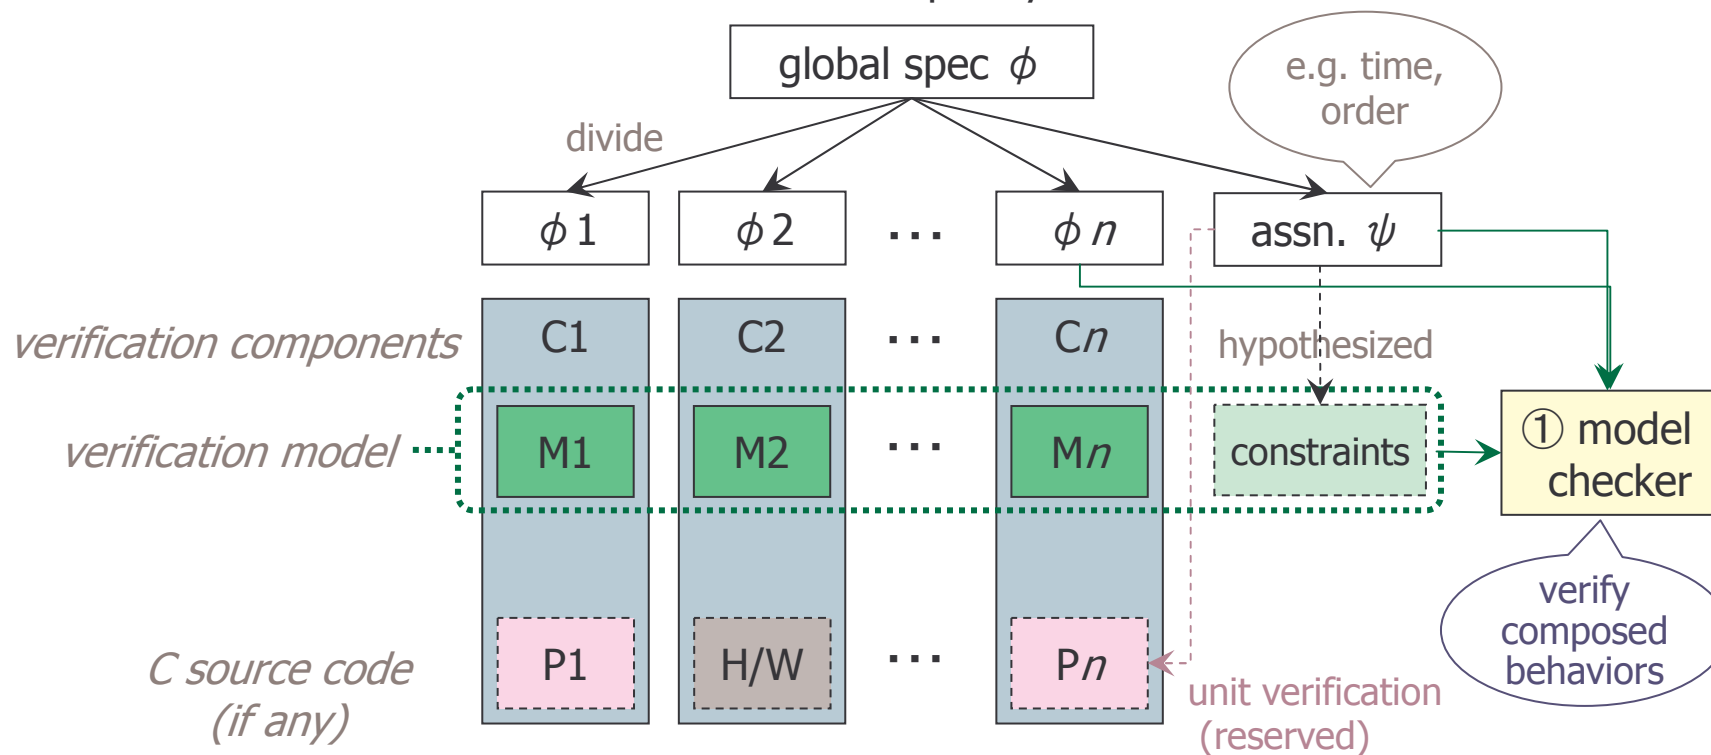 global spec ϕ
e.g. time,
order
divide
ϕ1
ϕ2
...
ϕn
assn. ψ
verification components
C1
C2
...
Cn
hypothesized
verification model
M1
M2
...
Mn
constraints
① model
checker
verify
composed
behaviors
C source code
(if any)
P1
H/W
...
Pn
unit verification
(reserved)